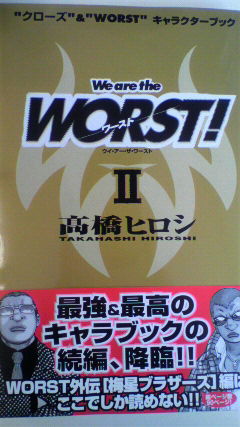 "クローズ"&"WORST" キャラクターブック
We are the
WORST!
ワースト
ウィ・アー・ザ・ワースト
II
高橋ヒロシ
TAKAHASHI HIROSHI
最強&最高の
キャラブックの
続編、降臨!!
WORST外伝[梅星ブラザーズ]編は
ここでしか読めない!!